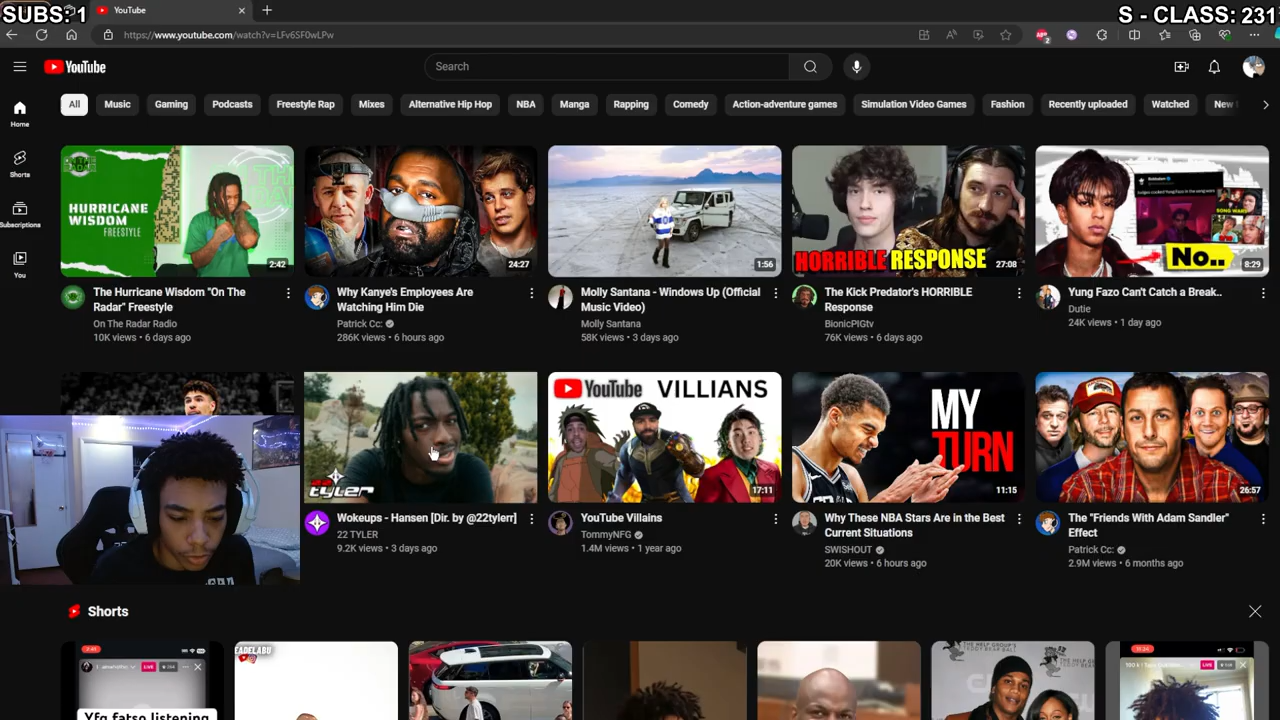 SUBS: 1
YouTube
S - CLASS: 231
https://www.youtube.com/watch?v=LFv6SF0wLPw
YouTube
Search
All
Music
Gaming
Podcasts
Freestyle Rap
Mixes
Alternative Hip Hop
NBA
Manga
Rapping
Comedy
Action-adventure games
Simulation Video Games
Fashion
Recently uploaded
Watched
New
Home
Shorts
Subscriptions
You
HURRICANE
WISDOM
FREESTYLE
2:42
24:27
1:56
HORRIBLE RESPONSE
27:08
SONG WARS
No..
8:29
The Hurricane Wisdom "On The
Radar" Freestyle
On The Radar Radio
10K views • 6 days ago
Why Kanye's Employees Are
Watching Him Die
Patrick Cc:
286K views • 6 hours ago
Molly Santana - Windows Up (Official
Music Video)
Molly Santana
58K views • 3 days ago
The Kick Predator's HORRIBLE
Response
BionicPIGtv
76K views • 6 days ago
Yung Fazo Can't Catch a Break..
Dutie
24K views • 1 day ago
22
TYLER
YouTube VILLIANS
17:11
MY
TURN
11:15
26:57
Wokeups - Hansen [Dir. by @22tylerr]
22 TYLER
9.2K views • 3 days ago
YouTube Villains
TommyNFG
1.4M views • 1 year ago
Why These NBA Stars Are in the Best
Current Situations
SWISHOUT
20K views • 6 hours ago
The "Friends With Adam Sandler"
Effect
Patrick Cc:
2.9M views • 6 months ago
Shorts
LIVE
Yfg fatso listening
LIVE